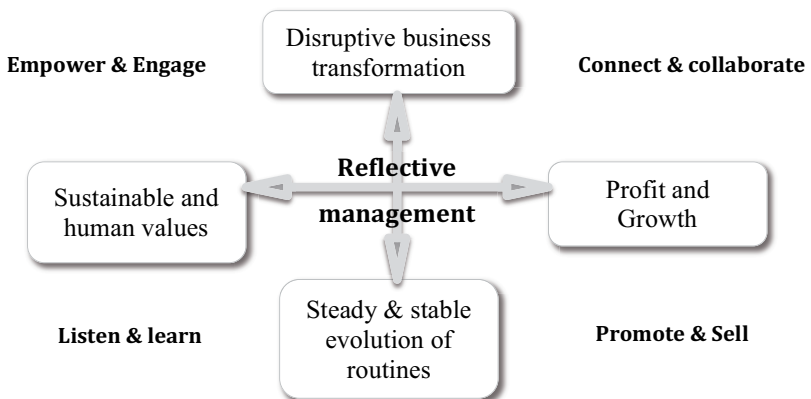 Disruptive business
transformation
Empower & Engage
Connect & collaborate
Reflective
management
Sustainable and
human values
Profit and
Growth
Steady & stable
evolution of
routines
Listen & learn
Promote & Sell